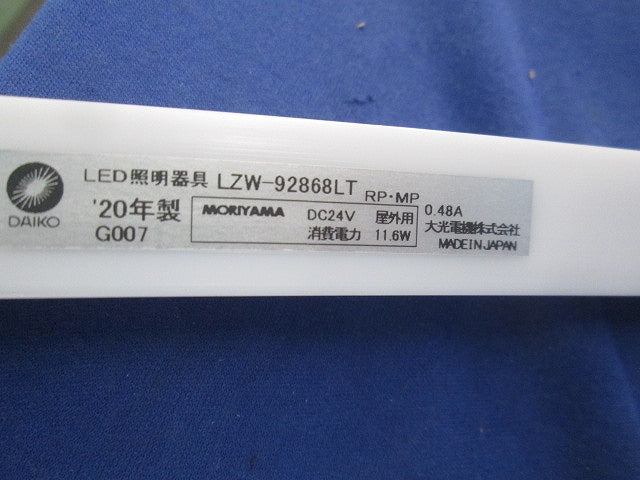 DAIKO
LED照明器具 LZW-92868LT RP・MP
'20年製
G007
MORIYAMA DC24V 屋外用
消費電力 11.6W
0.48A
大光電機株式会社
MADE IN JAPAN